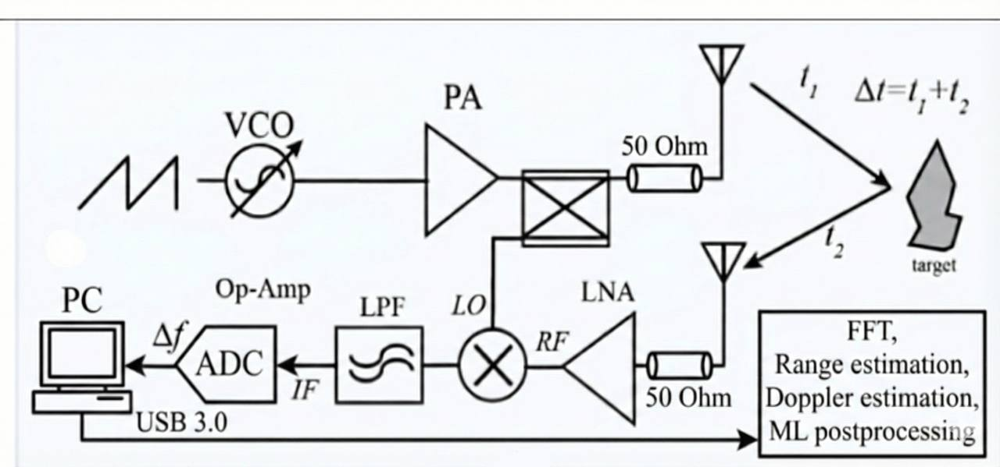 VCO
PA
50 Ohm
t1
Δt=t1+t2
t2
target
PC
Δf
Op-Amp
ADC
IF
LPF
LO
RF
LNA
50 Ohm
USB 3.0
FFT,
Range estimation,
Doppler estimation,
ML postprocessing